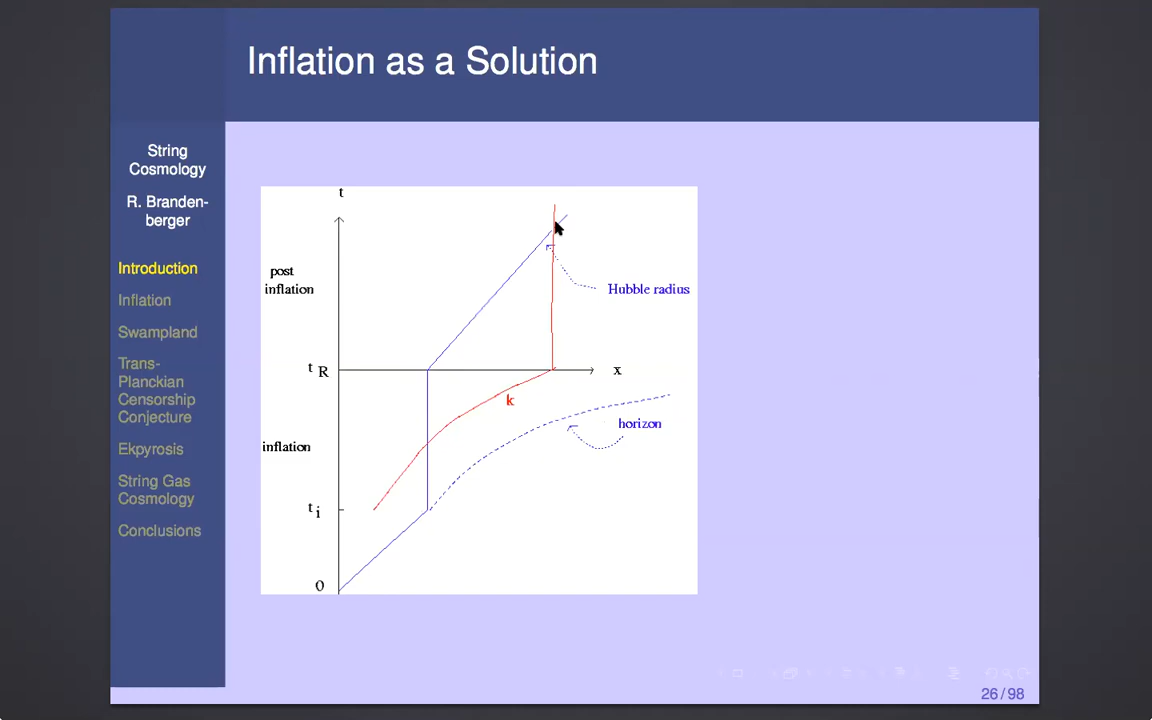 Inflation as a Solution
String
Cosmology
R. Branden-
berger
Introduction
Inflation
Swampland
Trans-
Planckian
Censorship
Conjecture
Ekpyrosis
String Gas
Cosmology
Conclusions
t
post
inflation
Hubble radius
t R
x
k
horizon
inflation
t i
0
26 / 98